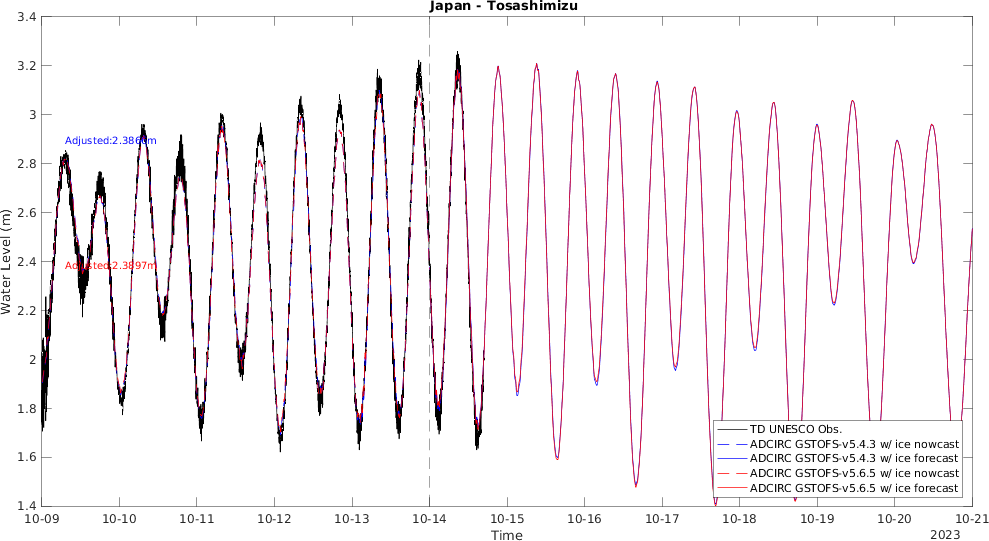 Japan - Tosashimizu
3.4
3.2
3
2.8
2.6
2.4
2.2
2
1.8
1.6
1.4
Water Level (m)
Adjusted:2.3866m
Adjusted:2.3897m
TD UNESCO Obs.
ADCIRC GSTOFS-v5.4.3 w/ ice nowcast
ADCIRC GSTOFS-v5.4.3 w/ ice forecast
ADCIRC GSTOFS-v5.6.5 w/ ice nowcast
ADCIRC GSTOFS-v5.6.5 w/ ice forecast
10-09 10-10 10-11 10-12 10-13 10-14 10-15 10-16 10-17 10-18 10-19 10-20 10-21
Time
2023